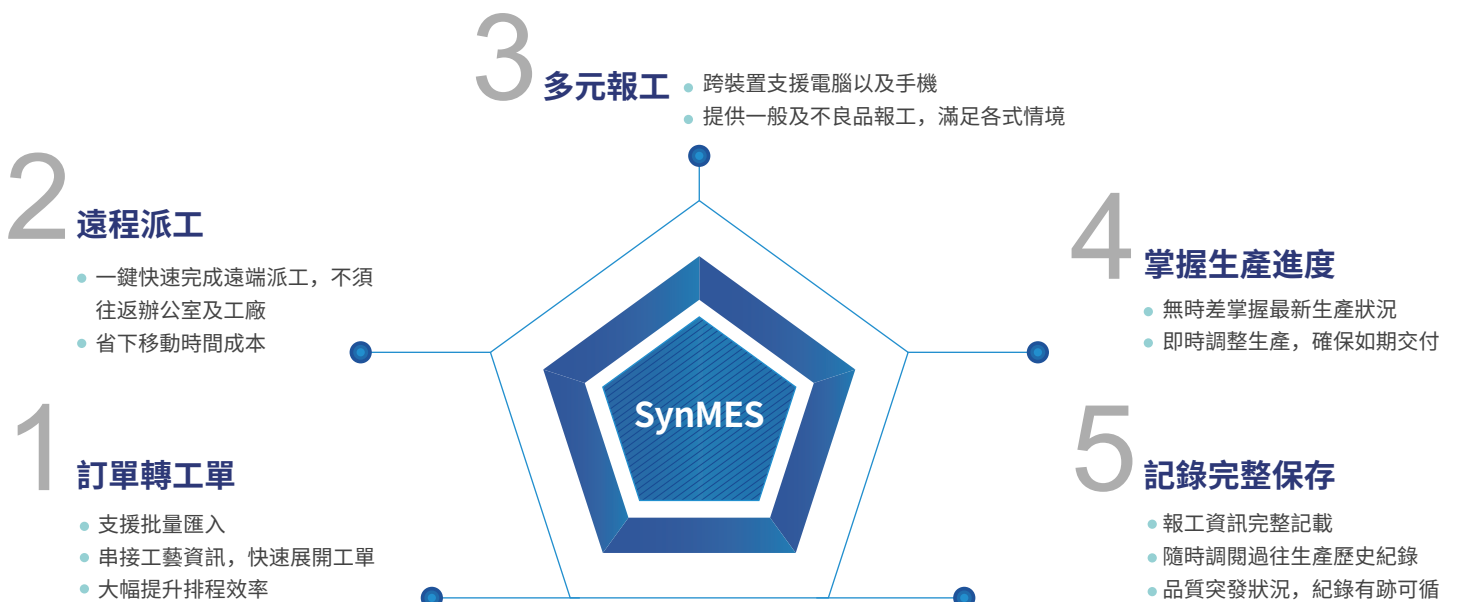 3
多元報工
跨裝置支援電腦以及手機
提供一般及不良品報工，滿足各式情境
2
遠程派工
一鍵快速完成遠端派工，不須
往返辦公室及工廠
省下移動時間成本
4
掌握生產進度
無時差掌握最新生產狀況
即時調整生產，確保如期交付
SynMES
1
訂單轉工單
支援批量匯入
串接工藝資訊，快速展開工單
大幅提升排程效率
5
記錄完整保存
報工資訊完整記載
隨時調閱過往生產歷史紀錄
品質突發狀況，紀錄有跡可循